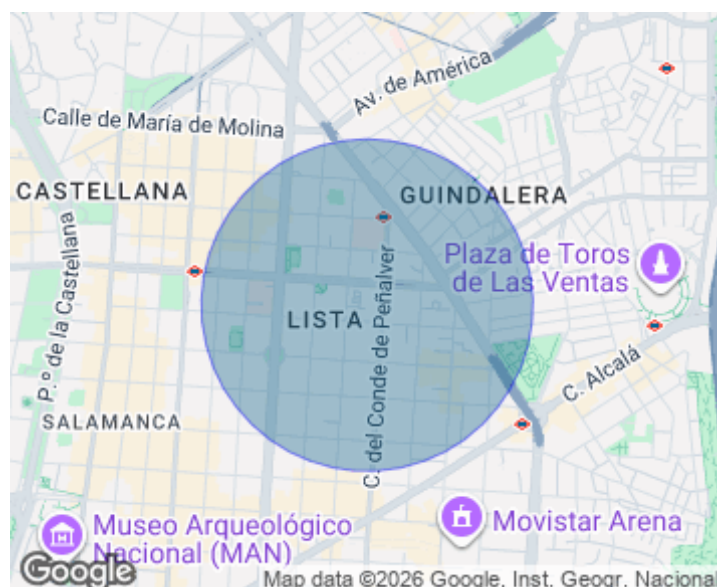 Av. de América
Calle de María de Molina
CASTELLANA
GUINDALERA
Plaza de Toros
de Las Ventas
P.º de la Castellana
LISTA
C. del Conde de Peñalver
C. Alcalá
SALAMANCA
Museo Arqueológico
Nacional (MAN)
Movistar Arena
Google
Map data ©2026 Google, Inst. Geogr. Nacional